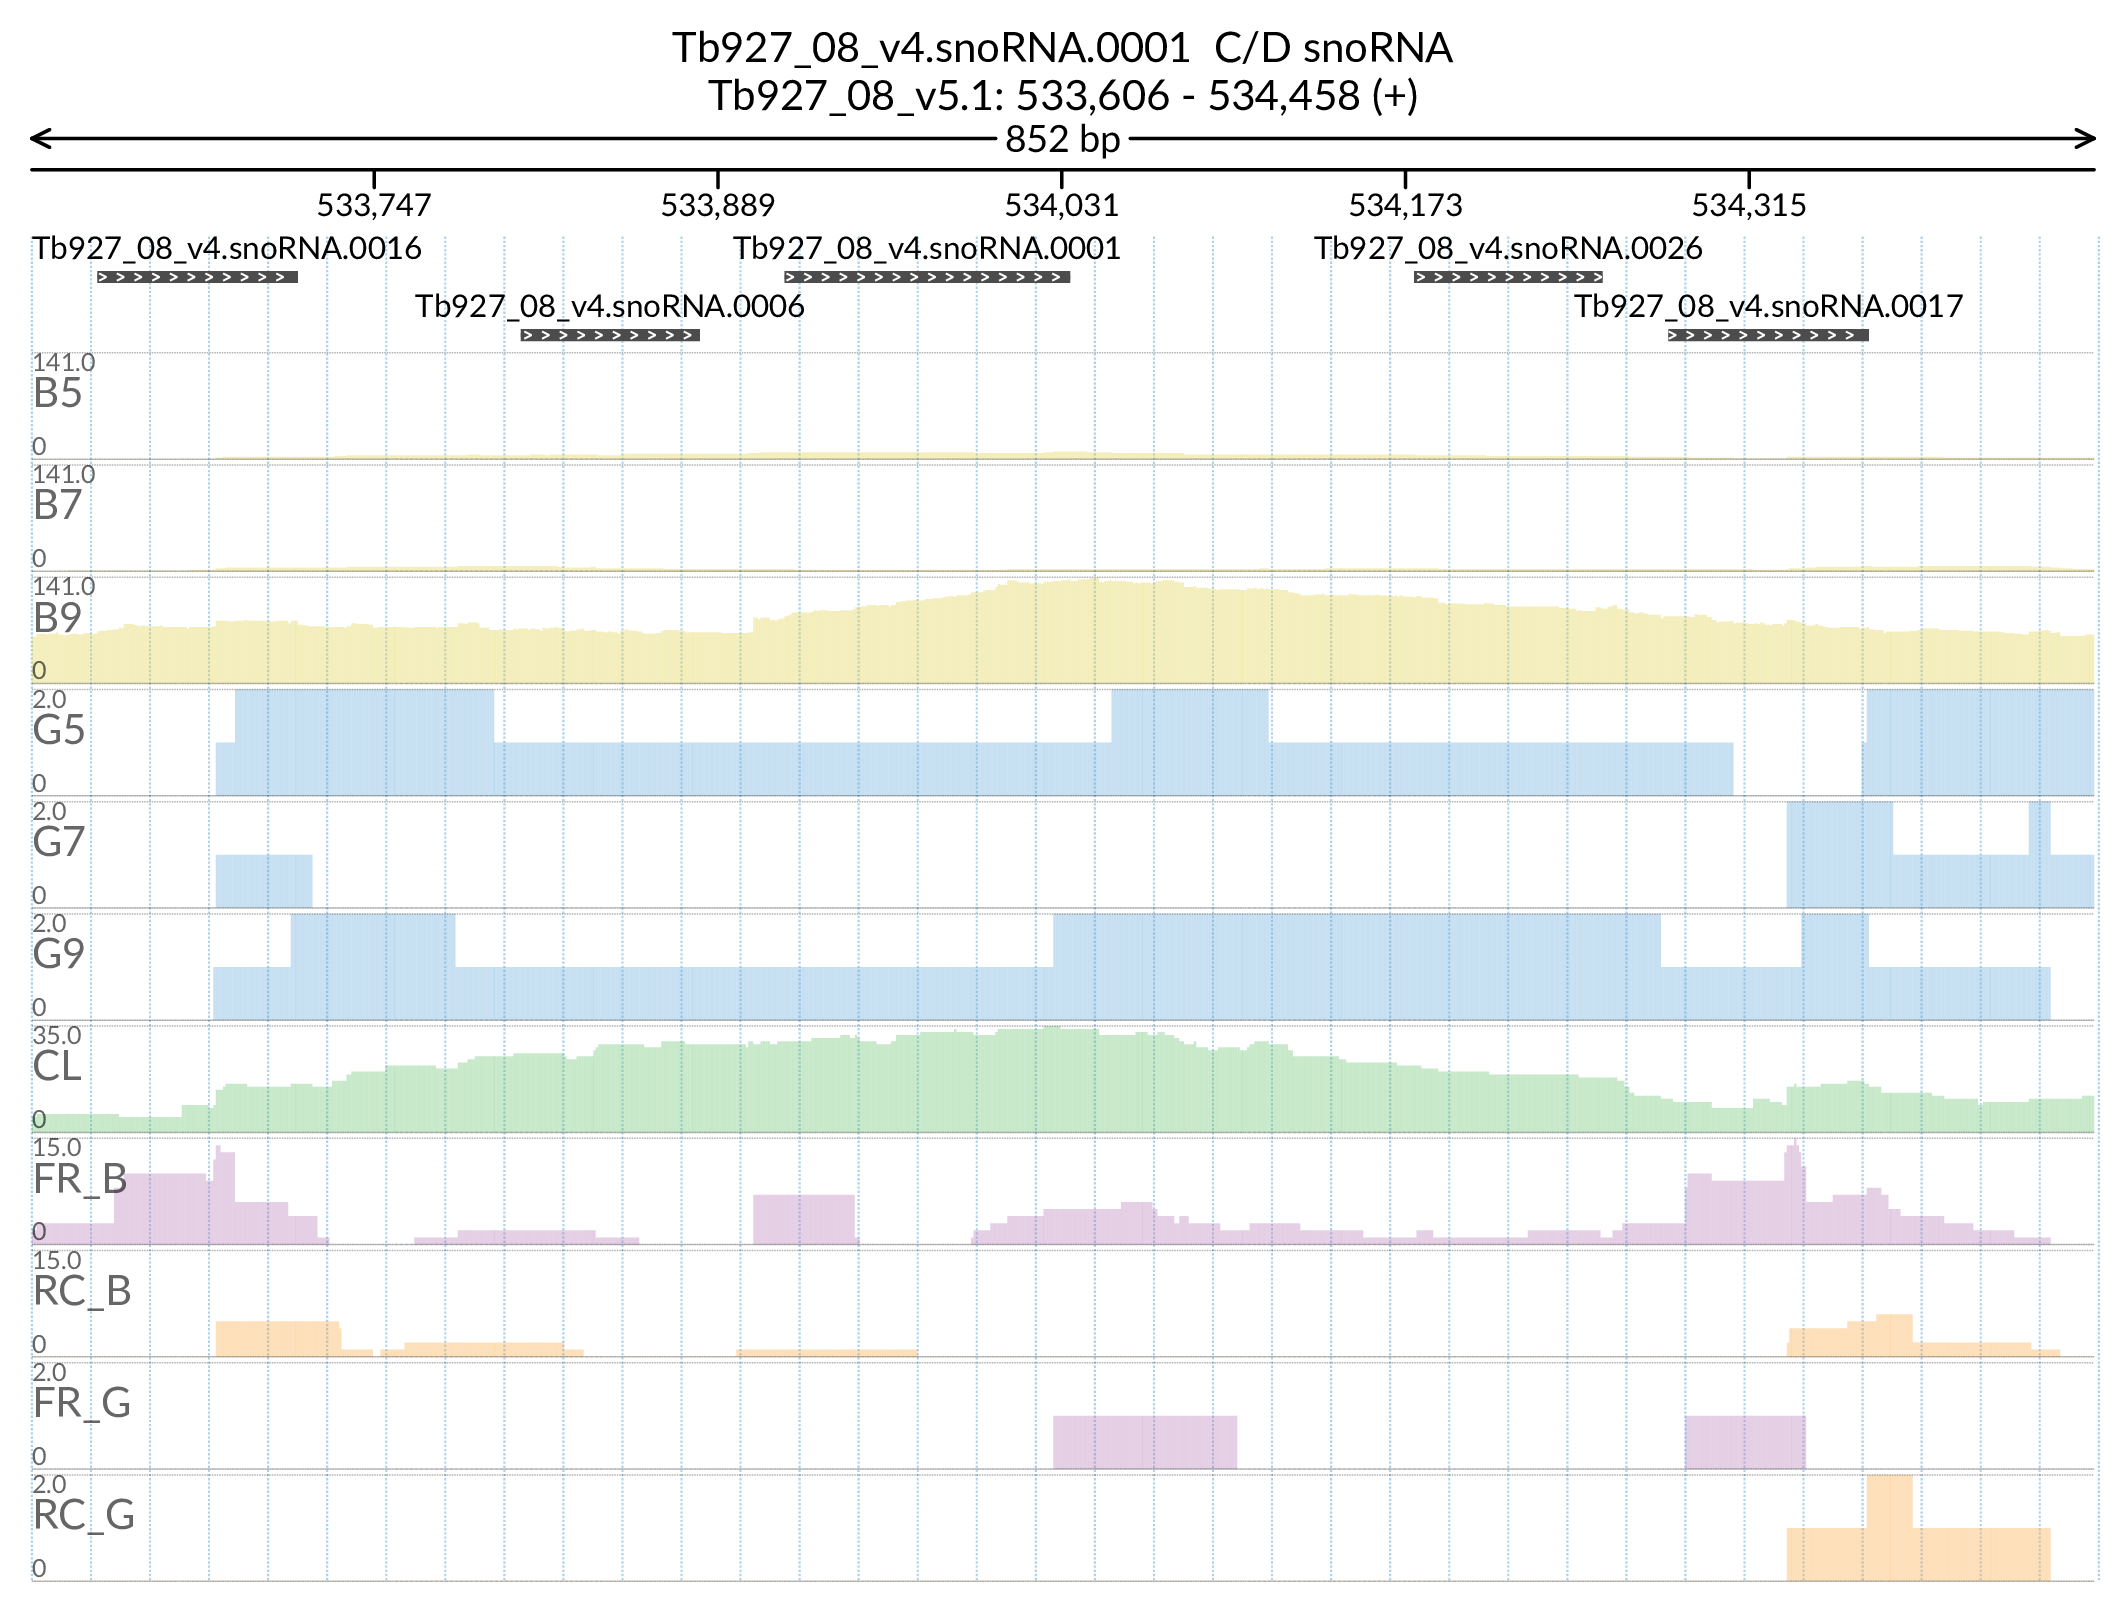 Tb927_08_v4.snoRNA.0001 C/D snoRNA
Tb927_08_v5.1: 533,606 - 534,458 (+)
852 bp
533,747 533,889 534,031 534,173 534,315
Tb927_08_v4.snoRNA.0016 Tb927_08_v4.snoRNA.0001 Tb927_08_v4.snoRNA.0026
Tb927_08_v4.snoRNA.0006 Tb927_08_v4.snoRNA.0017
141.0
B5
0
141.0
B7
0
141.0
B9
0
2.0
G5
0
2.0
G7
0
2.0
G9
0
35.0
CL
0
15.0
FR_B
0
15.0
RC_B
0
2.0
FR_G
0
2.0
RC_G
0